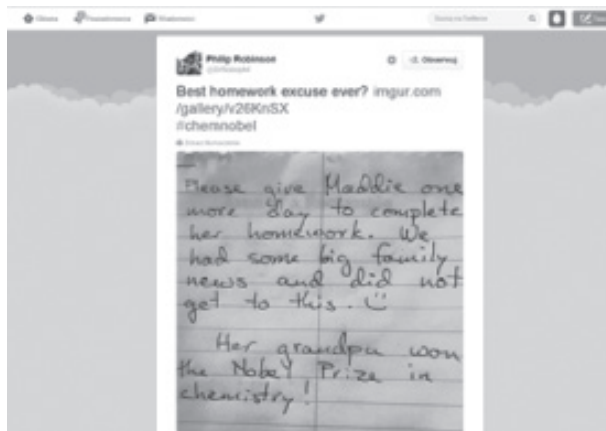 Philip Robinson
Best homework excuse ever? imgur.com
/gallery/v26KnSX
#chemnobel
Please give Maddie one
more day to complete
her homework. We
had some big family
news and did not
get to this. ☺
Her grandpa won
the Nobel Prize in
chemistry!